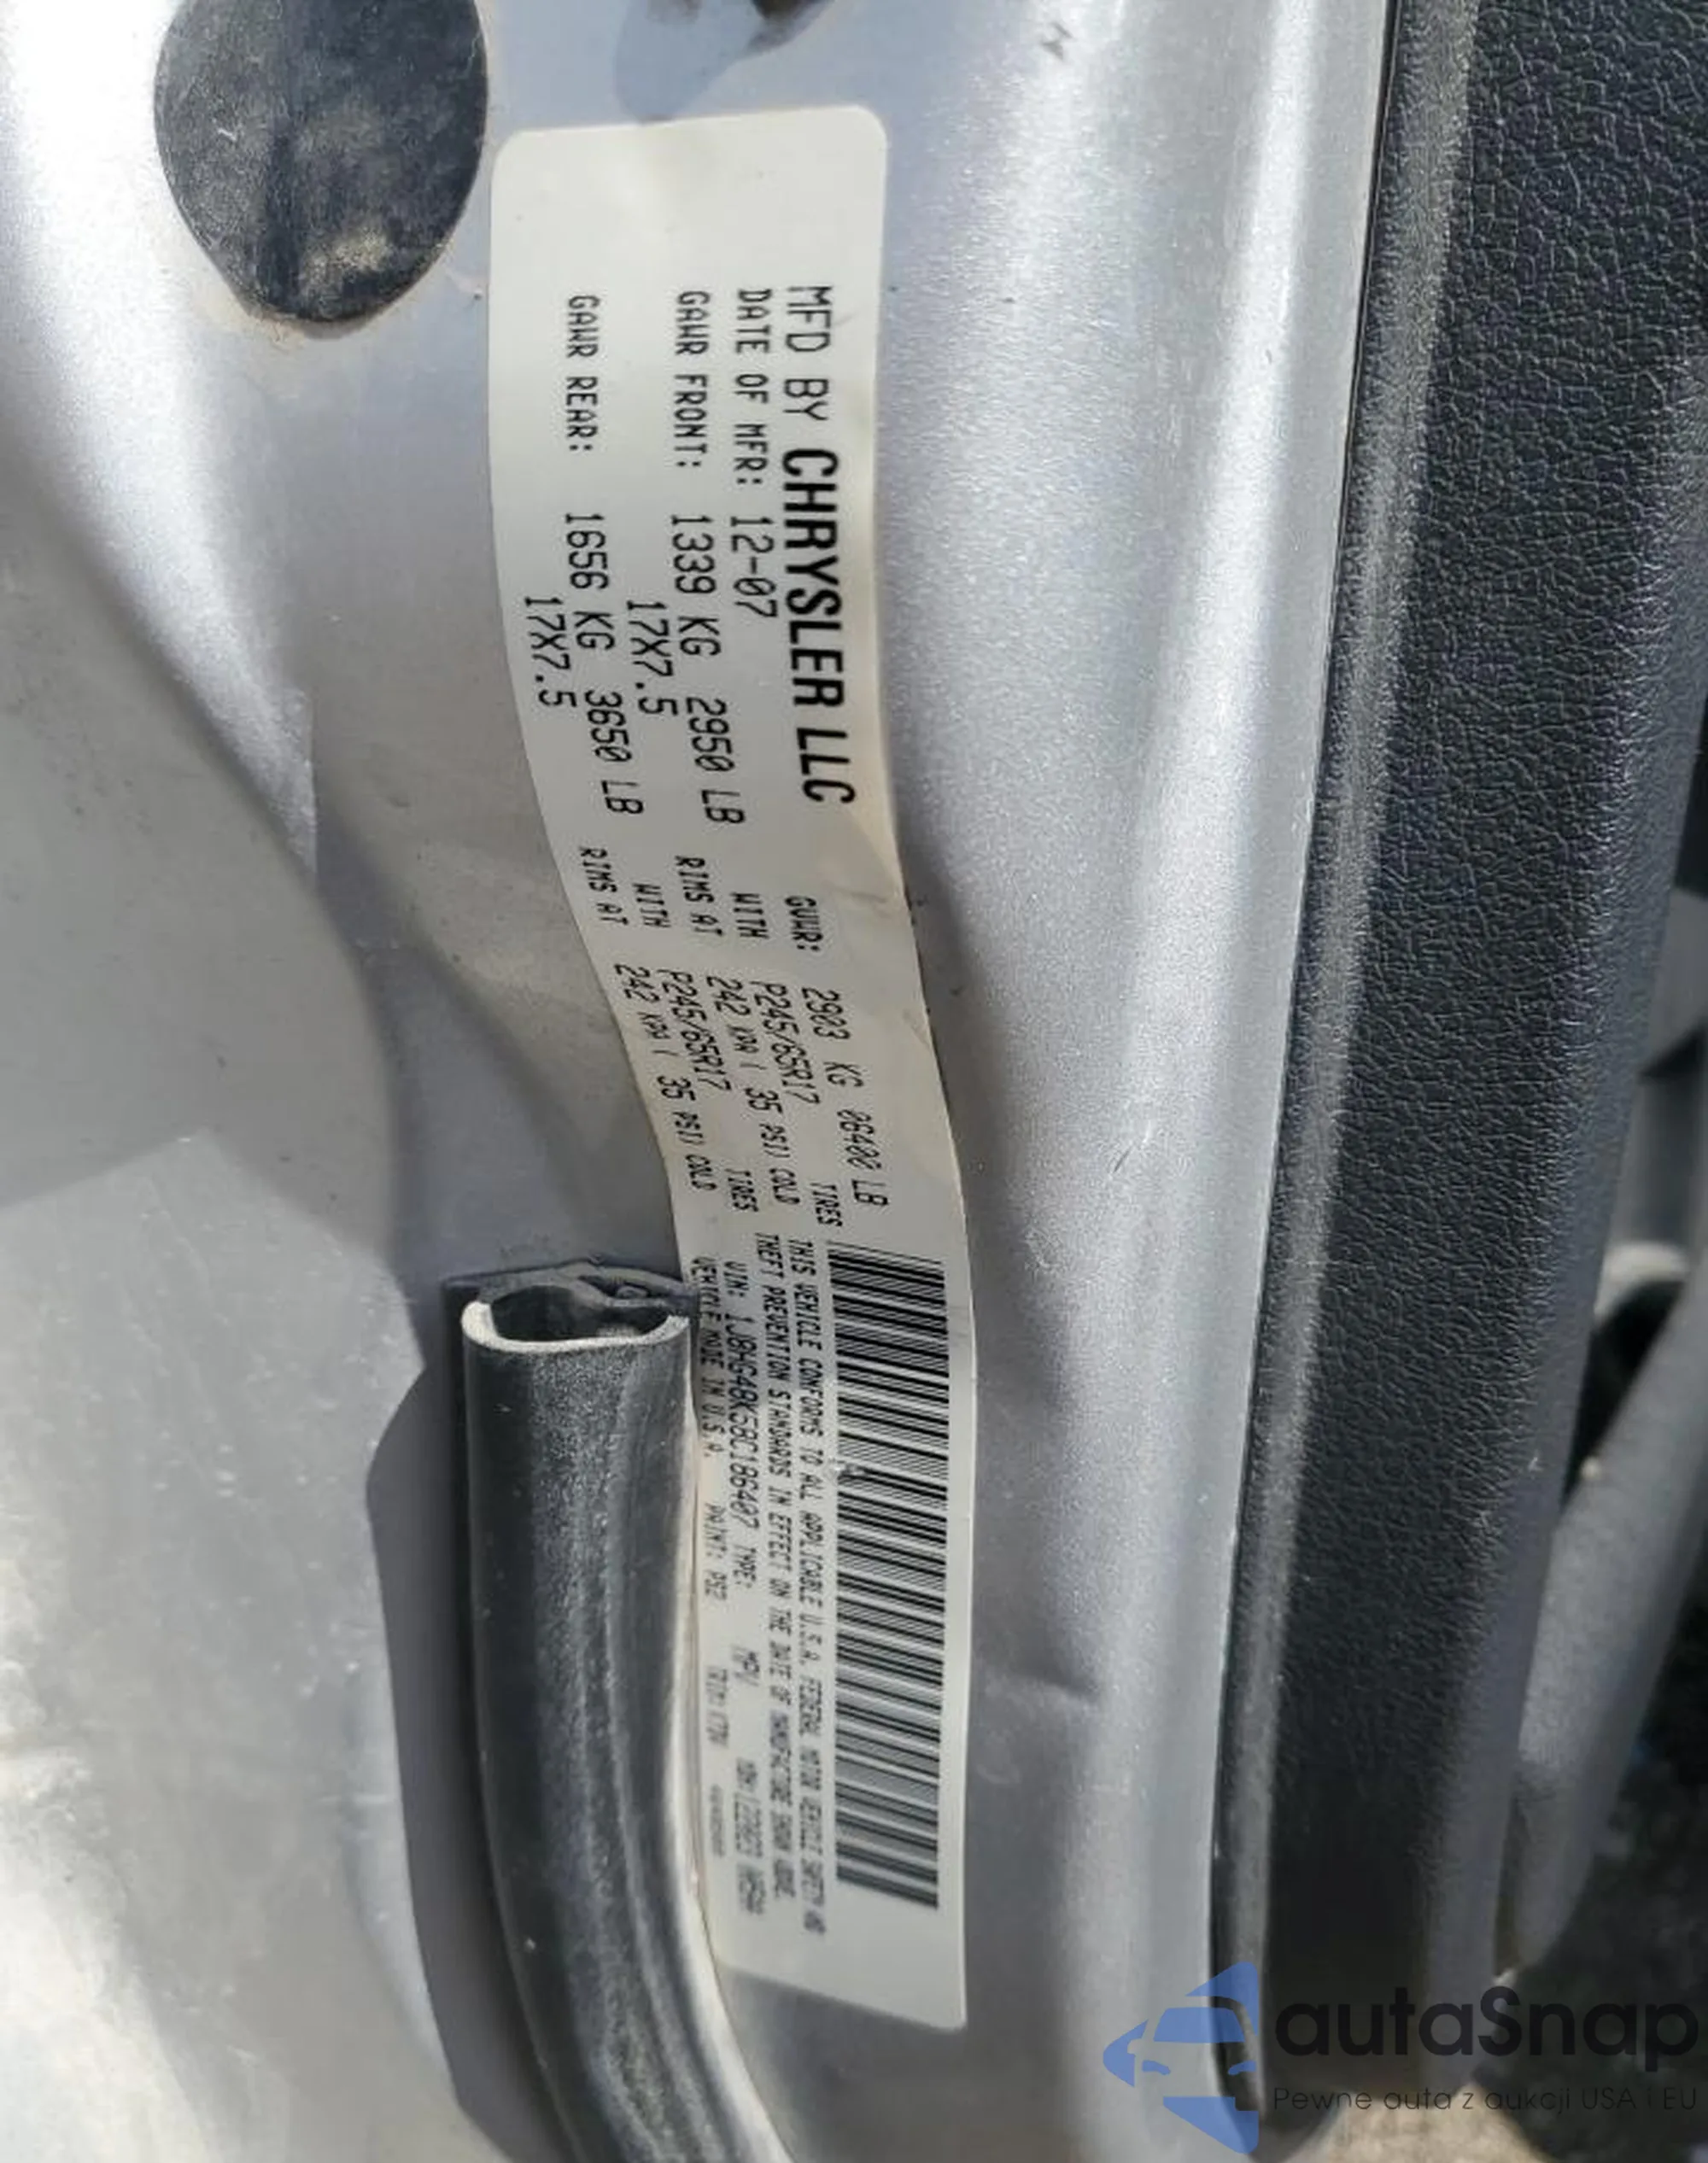 MFD BY CHRYSLER LLC
DATE OF MFR: 12-07
GVWR: 2903 KG 06400 LB
GAWR FRONT: 1339 KG 2950 LB WITH P245/65R17 TIRES
17X7.5 RIMS AT 242 KPA ( 35 PSI) COLD
GAWR REAR: 1656 KG 3650 LB WITH P245/65R17 TIRES
17X7.5 RIMS AT 242 KPA ( 35 PSI) COLD
THIS VEHICLE CONFORMS TO ALL APPLICABLE U.S.A. FEDERAL MOTOR VEHICLE SAFETY AND
THEFT PREVENTION STANDARDS IN EFFECT ON THE DATE OF MANUFACTURE SHOWN ABOVE.
VIN: 1J8HG48K58C186407 TYPE: MPV
VEHICLE MADE IN U.S.A. PAINT: PS2
autaSnap
Pewne auta z aukcji USA i EU